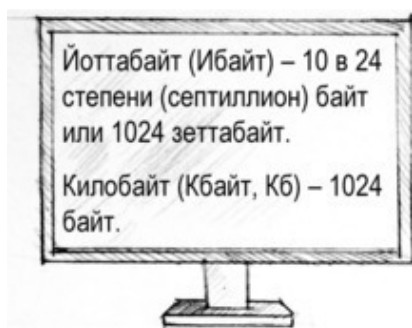 Йоттабайт (Ибайт) – 10 в 24
степени (септиллион) байт
или 1024 зеттабайт.
Килобайт (Кбайт, Кб) – 1024
байт.